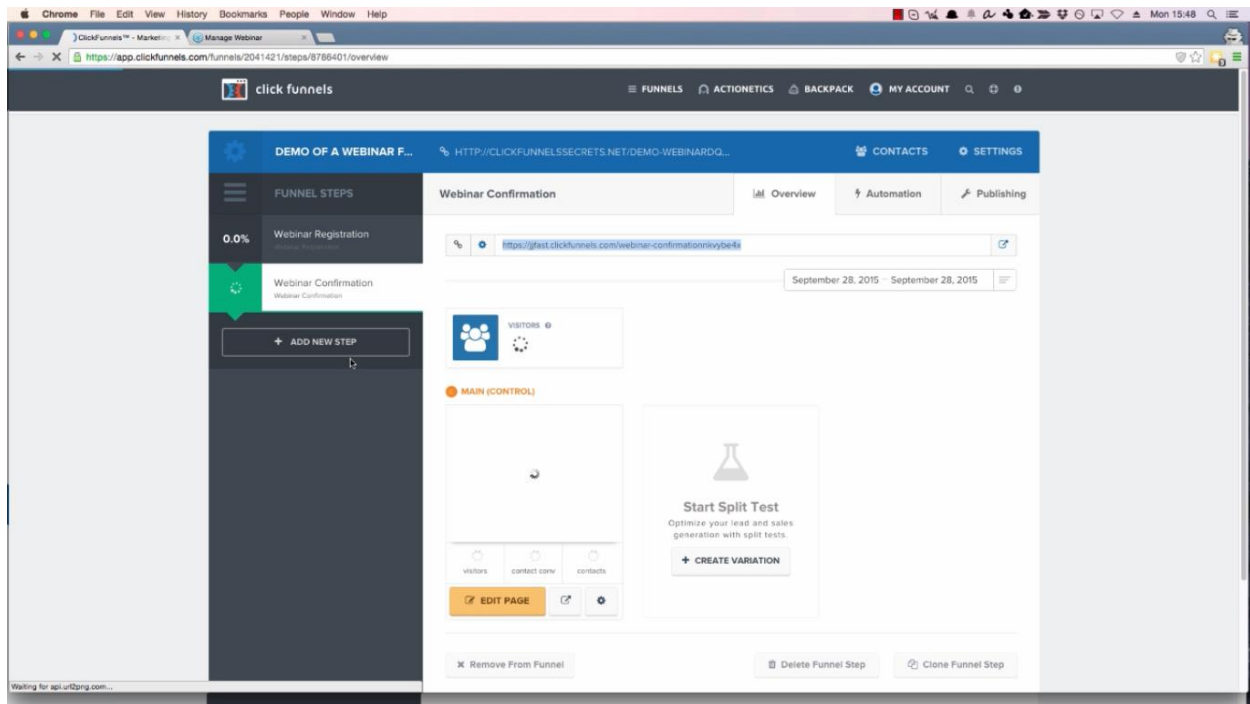 Chrome File Edit View History Bookmarks People Window Help
Mon 15:48
ClickFunnels™ - Marketing
Manage Webinar
https://app.clickfunnels.com/funnels/2041421/steps/8786401/overview
click funnels
FUNNELS ACTIONETICS BACKPACK MY ACCOUNT
DEMO OF A WEBINAR F...
HTTP://CLICKFUNNELSSECRETS.NET/DEMO-WEBINARDQ...
CONTACTS SETTINGS
FUNNEL STEPS
Webinar Confirmation
Overview Automation Publishing
0.0%
Webinar Registration
Webinar Registration
https://jjfast.clickfunnels.com/webinar-confirmationnkvybe4x
Webinar Confirmation
Webinar Confirmation
September 28, 2015 – September 28, 2015
+ ADD NEW STEP
VISITORS
MAIN (CONTROL)
Start Split Test
Optimize your lead and sales
generation with split tests.
+ CREATE VARIATION
visitors contact conv contacts
EDIT PAGE
Remove From Funnel
Delete Funnel Step
Clone Funnel Step
Waiting for api.url2png.com...